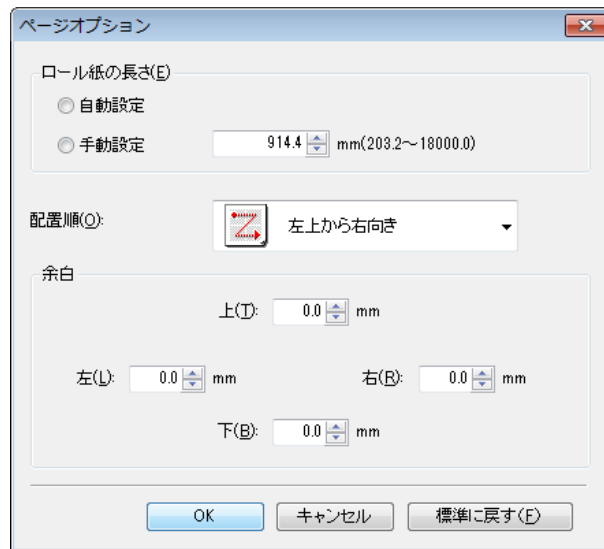 ページオプション
ロール紙の長さ(E)
自動設定
手動設定 914.4 mm(203.2～18000.0)
配置順(O): 左上から右向き
余白
上(T): 0.0 mm
左(L): 0.0 mm 右(R): 0.0 mm
下(B): 0.0 mm
OK キャンセル 標準に戻す(F)